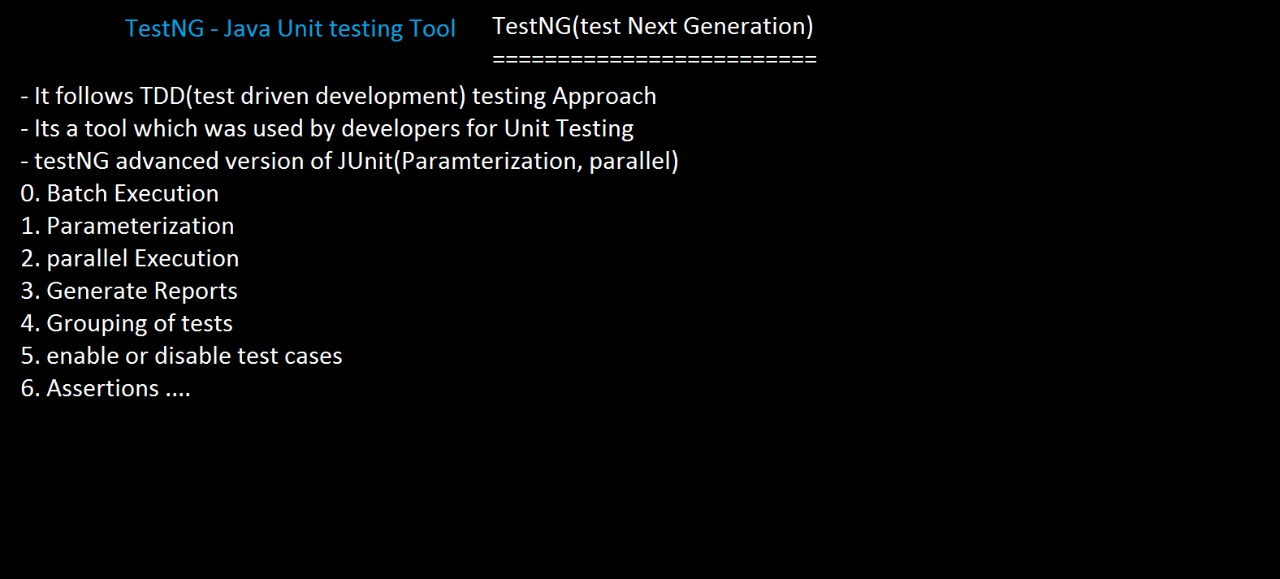 TestNG - Java Unit testing Tool
TestNG(test Next Generation)
=========================
- It follows TDD(test driven development) testing Approach
- Its a tool which was used by developers for Unit Testing
- testNG advanced version of JUnit(Paramterization, parallel)
0. Batch Execution
1. Parameterization
2. parallel Execution
3. Generate Reports
4. Grouping of tests
5. enable or disable test cases
6. Assertions ....